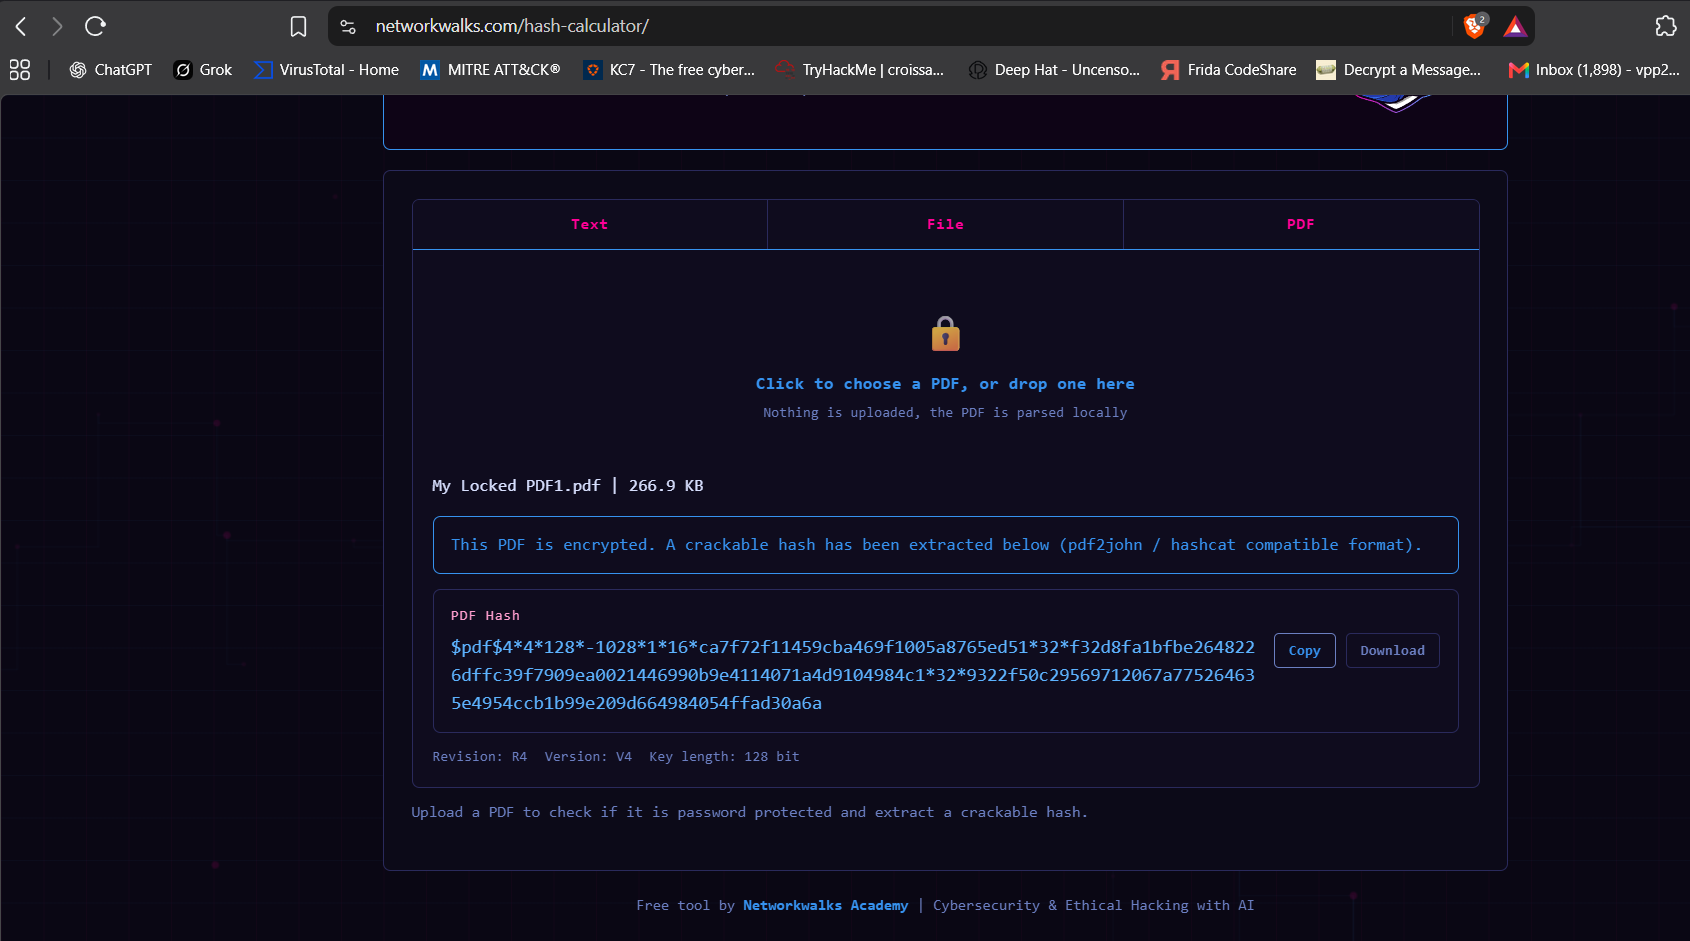 networkwalks.com/hash-calculator/
2
ChatGPT
Grok
VirusTotal - Home
M MITRE ATT&CK®
KC7 - The free cyber...
TryHackMe | croissa...
Deep Hat - Uncenso...
Frida CodeShare
Decrypt a Message...
Inbox (1,898) - vpp2...
Text
File
PDF
Click to choose a PDF, or drop one here
Nothing is uploaded, the PDF is parsed locally
My Locked PDF1.pdf | 266.9 KB
This PDF is encrypted. A crackable hash has been extracted below (pdf2john / hashcat compatible format).
PDF Hash
$pdf$4*4*128*-1028*1*16*ca7f72f11459cba469f1005a8765ed51*32*f32d8fa1bfbe264822
6dffc39f7909ea0021446990b9e4114071a4d9104984c1*32*9322f50c29569712067a77526463
5e4954ccb1b99e209d664984054ffad30a6a
Copy
Download
Revision: R4 Version: V4 Key length: 128 bit
Upload a PDF to check if it is password protected and extract a crackable hash.
Free tool by Networkwalks Academy | Cybersecurity & Ethical Hacking with AI